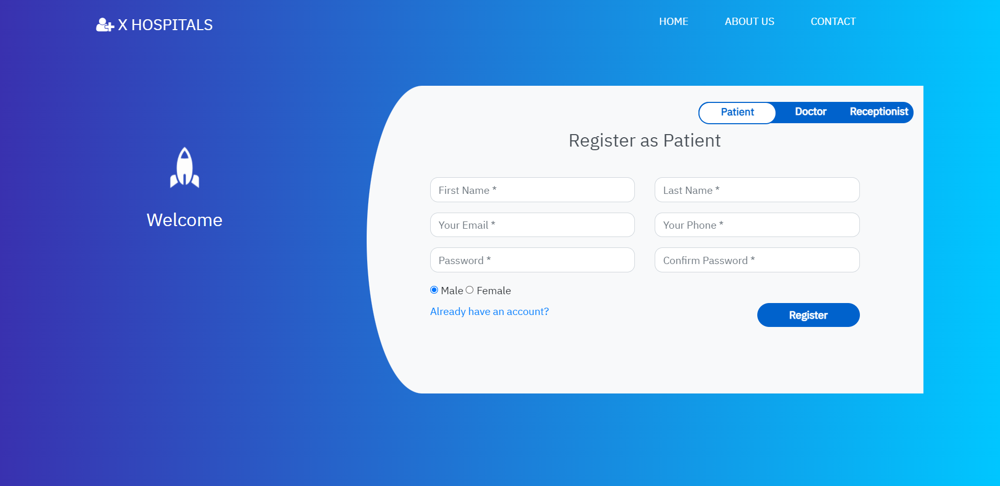 X HOSPITALS
HOME
ABOUT US
CONTACT
Patient
Doctor
Receptionist
Register as Patient
Welcome
First Name *
Last Name *
Your Email *
Your Phone *
Password *
Confirm Password *
Male
Female
Already have an account?
Register